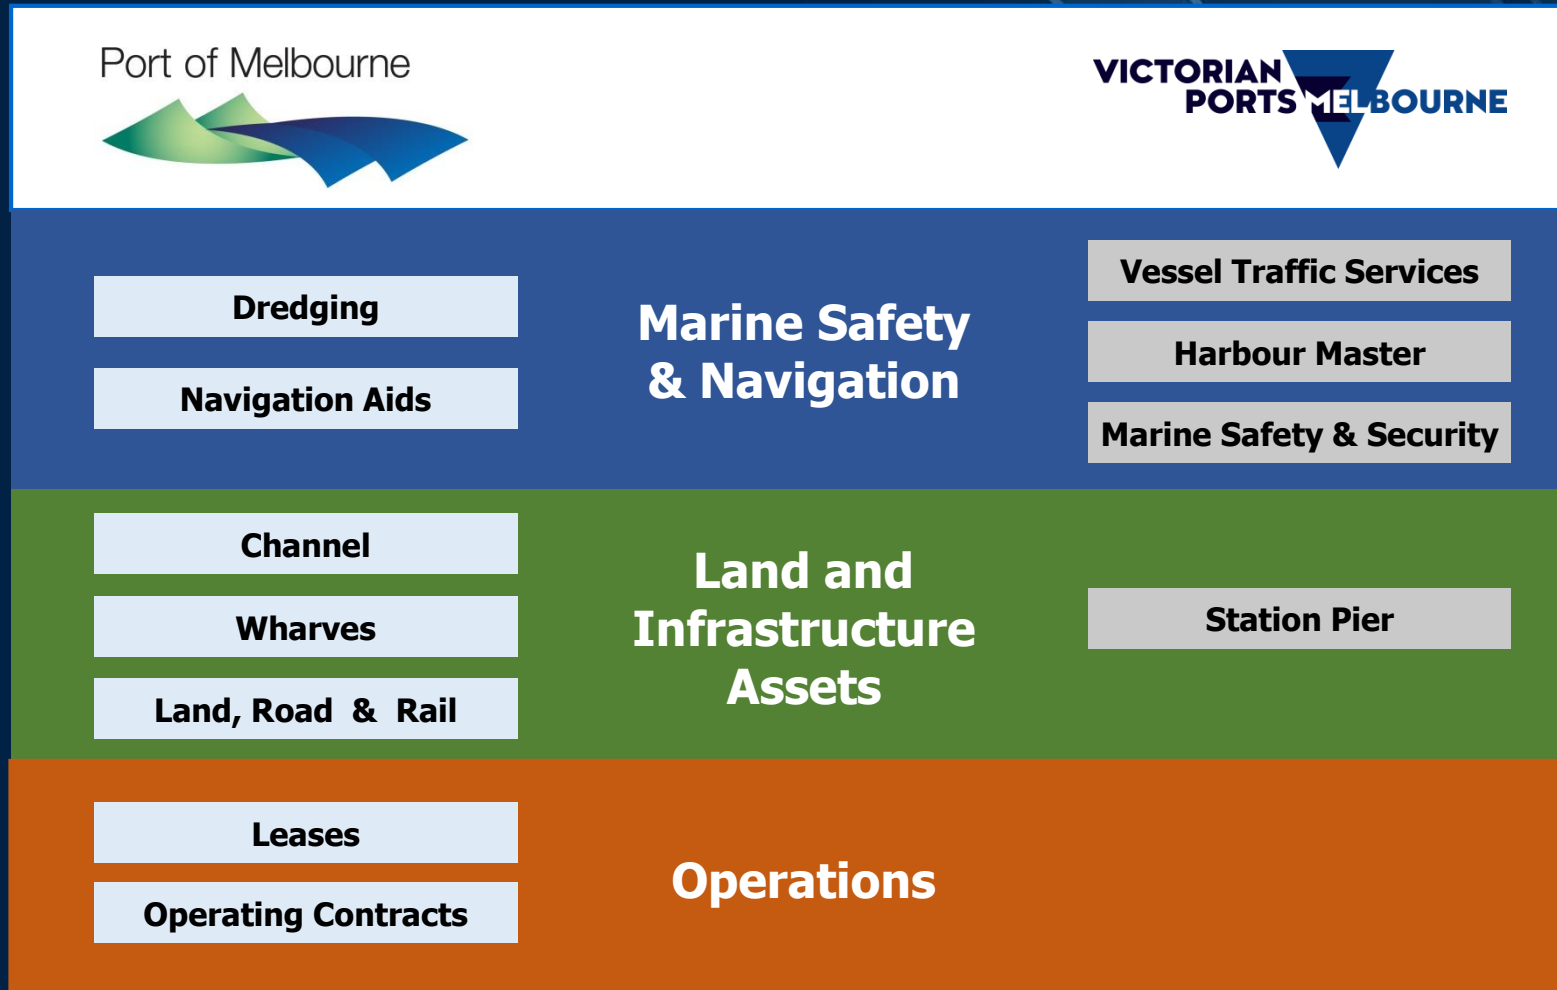 Port of Melbourne
VICTORIAN
PORTS MELBOURNE
Dredging
Navigation Aids
Marine Safety
& Navigation
Vessel Traffic Services
Harbour Master
Marine Safety & Security
Channel
Wharves
Land, Road & Rail
Land and
Infrastructure
Assets
Station Pier
Leases
Operating Contracts
Operations